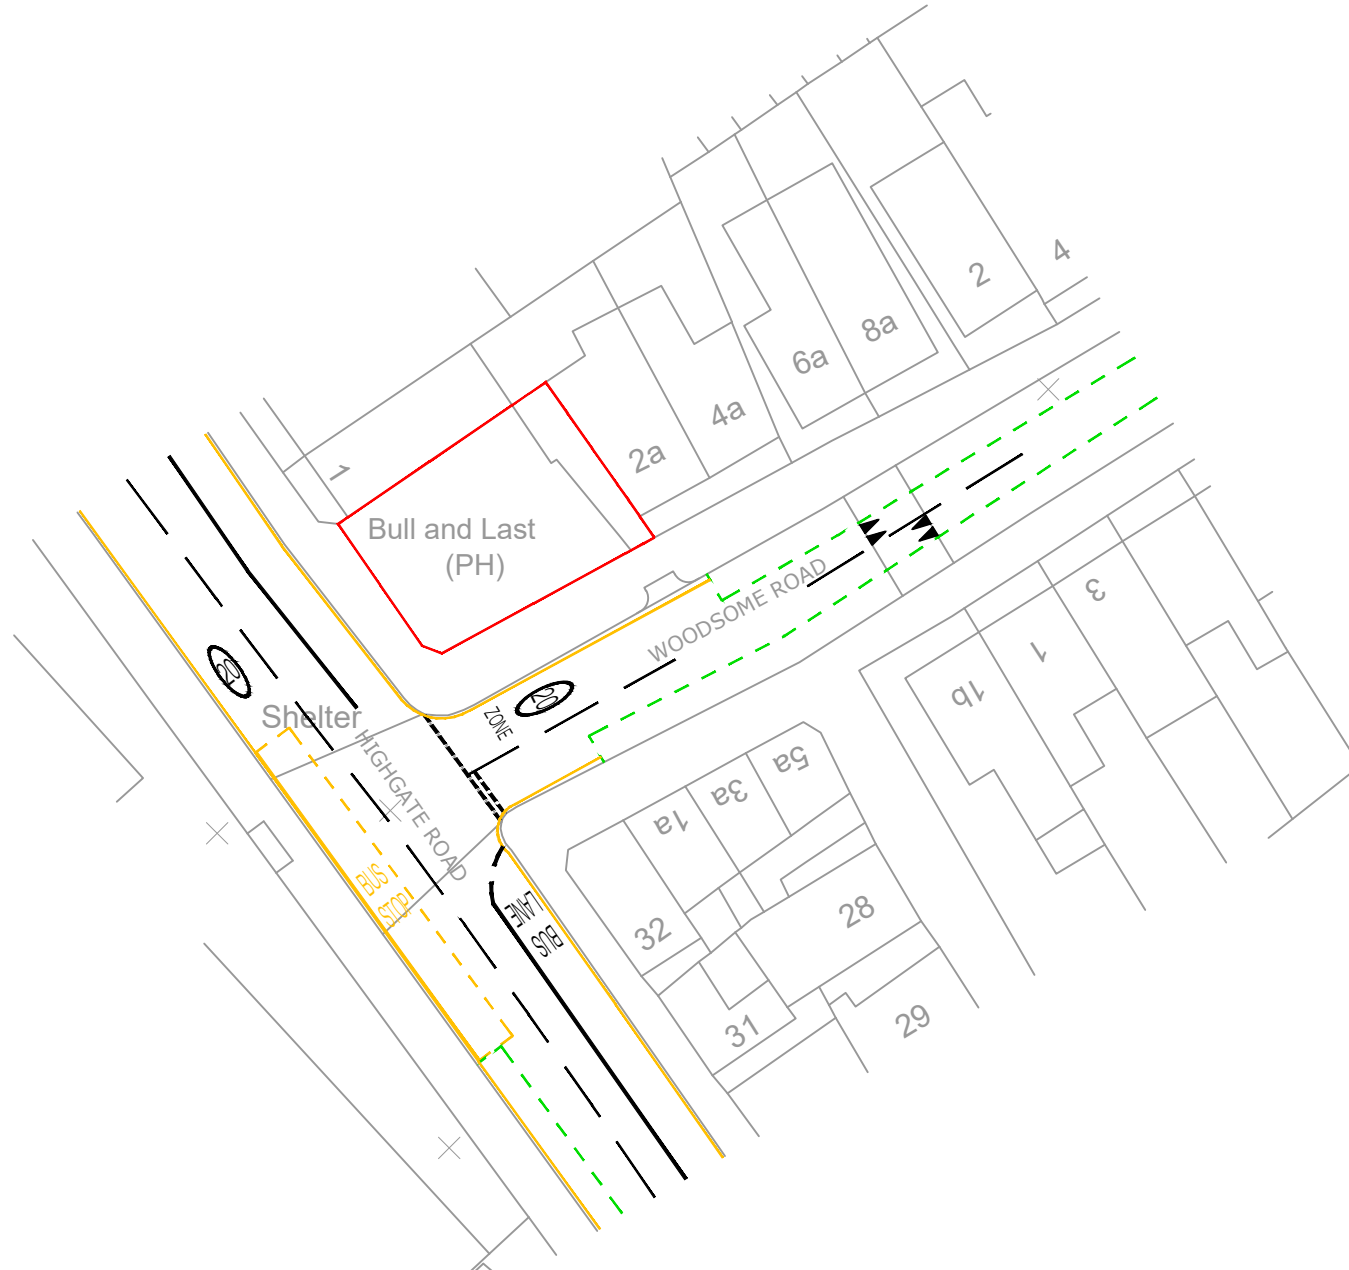 2
4
8a
6a
4a
2a
1
Bull and Last
(PH)
WOODSOME ROAD
3
1
1b
20
20
ZONE
Shelter
HIGHGATE ROAD
5a
3a
1a
BUS
STOP
LANE
BUS
32
28
31
29